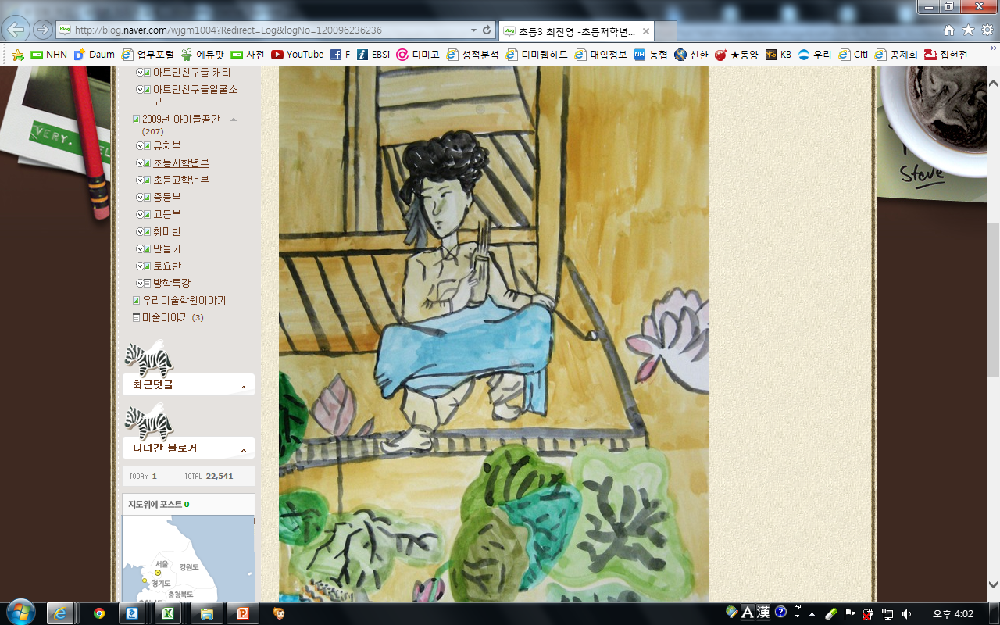 http://blog.naver.com/wjgm1004?Redirect=Log&logNo=120096236236
초등3 최진영 -초등저학년...
NHN Daum 업무포털 에듀팟 사전 YouTube F EBSi 디미고 성적분석 디미웹하드 대입정보 농협 신한 ★동양 KB 우리 Citi 공제회 집현전
아트인친구들 캐리
아트인친구들얼굴소
묘
2009년 아이들공간
(207)
유치부
초등저학년부
초등고학년부
중등부
고등부
취미반
만들기
토요반
방학특강
우리미술학원이야기
미술이야기 (3)
최근덧글
다녀간 블로거
TODAY 1 TOTAL 22,541
지도위에 포스트 0
서울
강원도
경기도
충청북도
VERY.
Steve
A 漢
오후 4:02